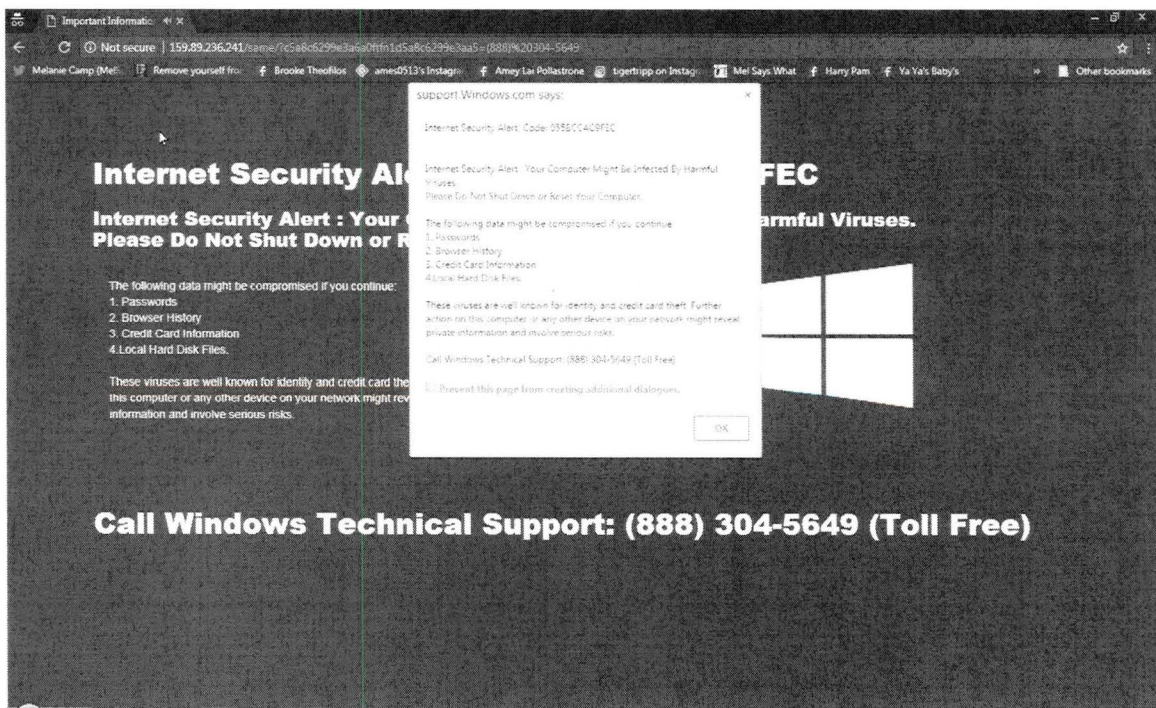 Important Informatic
Not secure | 159.89.236.241/same/?c5a8c6299e3a6a0ftfn1d5a8c6299e3aa5=(888)%20304-5649
Melanie Camp (Mel Remove yourself fro Brooke Theofilos ames0513's Instagra Amey Lai Pollastrone tigertripp on Instag Mel Says What Harry Pam Ya Ya's Baby's » Other bookmarks
support.Windows.com says:
Internet Security Alert: Code: 055BCCAC9FEC
Internet Security Alert: Your Computer Might Be Infected By Harmful
Viruses
Please Do Not Shut Down or Reset Your Computer.
The following data might be compromised if you continue
1. Passwords
2. Browser History
3. Credit Card Information
4.Local Hard Disk Files.
These viruses are well known for identity and credit card theft. Further
action on this computer or any other device on your network might reveal
private information and involve serious risks.
Call Windows Technical Support: (888) 304-5649 (Toll Free)
Prevent this page from creating additional dialogues.
OK
Internet Security Al FEC
Internet Security Alert : Your armful Viruses.
Please Do Not Shut Down or R
The following data might be compromised if you continue:
1. Passwords
2. Browser History
3. Credit Card Information
4.Local Hard Disk Files.
These viruses are well known for identity and credit card the
this computer or any other device on your network might rev
information and involve serious risks.
Call Windows Technical Support: (888) 304-5649 (Toll Free)